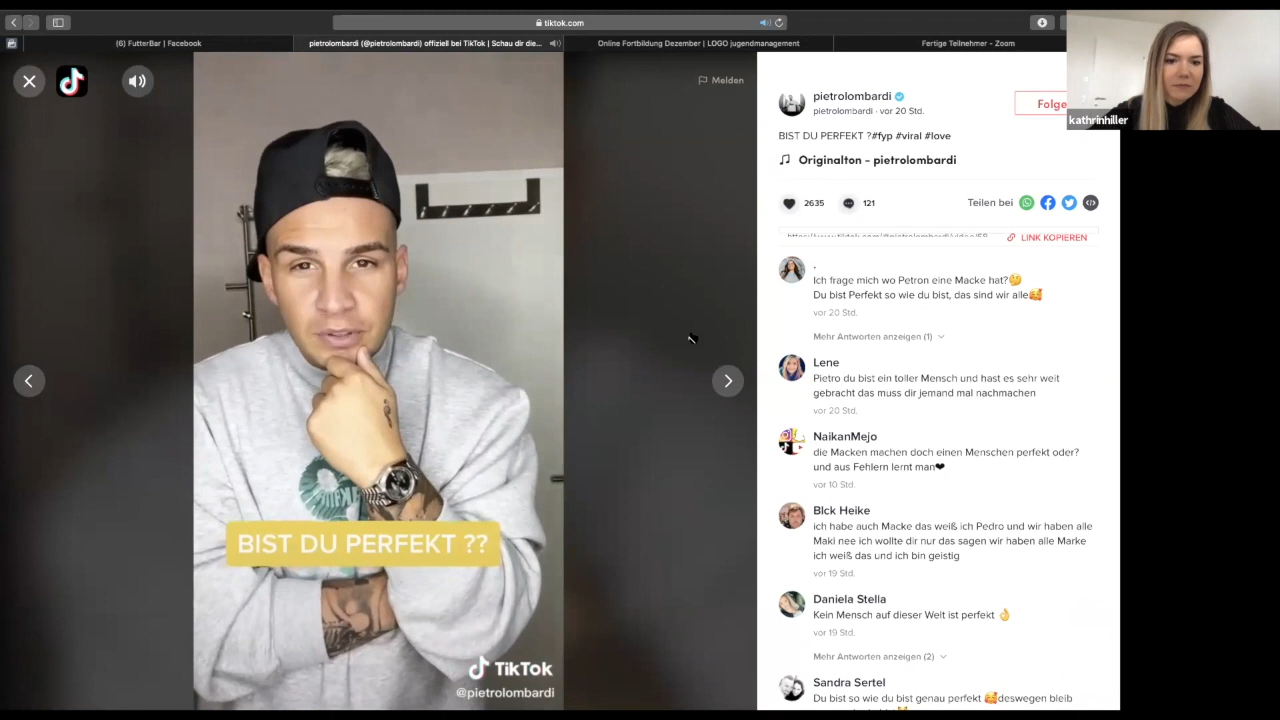 tiktok.com
(6) FutterBar | Facebook
pietrolombardi (@pietrolombardi) offiziell bei TikTok | Schau dir die...
Online Fortbildung Dezember | LOGO jugendmanagement
Fertige Teilnehmer - Zoom
kathrinhiller
Melden
BIST DU PERFEKT ??
TikTok
@pietrolombardi
pietrolombardi
pietrolombardi · vor 20 Std.
Folge
BIST DU PERFEKT ?#fyp #viral #love
Originalton - pietrolombardi
2635
121
Teilen bei
https://www.tiktok.com/@pietrolombardi/video/68
LINK KOPIEREN
.
Ich frage mich wo Petron eine Macke hat?🤔
Du bist Perfekt so wie du bist, das sind wir alle🥰
vor 20 Std.
Mehr Antworten anzeigen (1)
Lene
Pietro du bist ein toller Mensch und hast es sehr weit
gebracht das muss dir jemand mal nachmachen
vor 20 Std.
NaikanMejo
die Macken machen doch einen Menschen perfekt oder?
und aus Fehlern lernt man❤
vor 10 Std.
Blck Heike
ich habe auch Macke das weiß ich Pedro und wir haben alle
Maki nee ich wollte dir nur das sagen wir haben alle Marke
ich weiß das und ich bin geistig
vor 19 Std.
Daniela Stella
Kein Mensch auf dieser Welt ist perfekt 👌
vor 19 Std.
Mehr Antworten anzeigen (2)
Sandra Sertel
Du bist so wie du bist genau perfekt 🥰deswegen bleib